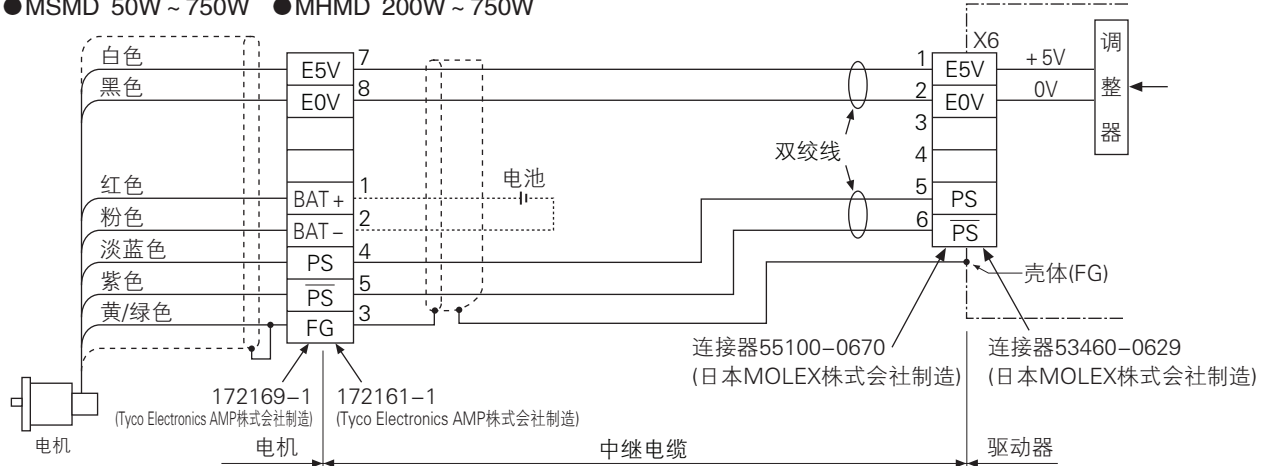 ●MSMD 50W ~ 750W ●MHMD 200W ~ 750W
白色
黑色
红色
粉色
淡蓝色
紫色
黄/绿色
E5V
E0V
BAT+
BAT−
PS
PS
FG
7
8
1
2
4
5
3
电池
双绞线
1
2
3
4
5
6
X6
E5V
E0V
PS
PS
+5V
0V
调整器
壳体(FG)
连接器55100−0670
(日本MOLEX株式会社制造)
连接器53460−0629
(日本MOLEX株式会社制造)
172169−1
(Tyco Electronics AMP株式会社制造)
172161−1
(Tyco Electronics AMP株式会社制造)
电机
电机
中继电缆
驱动器